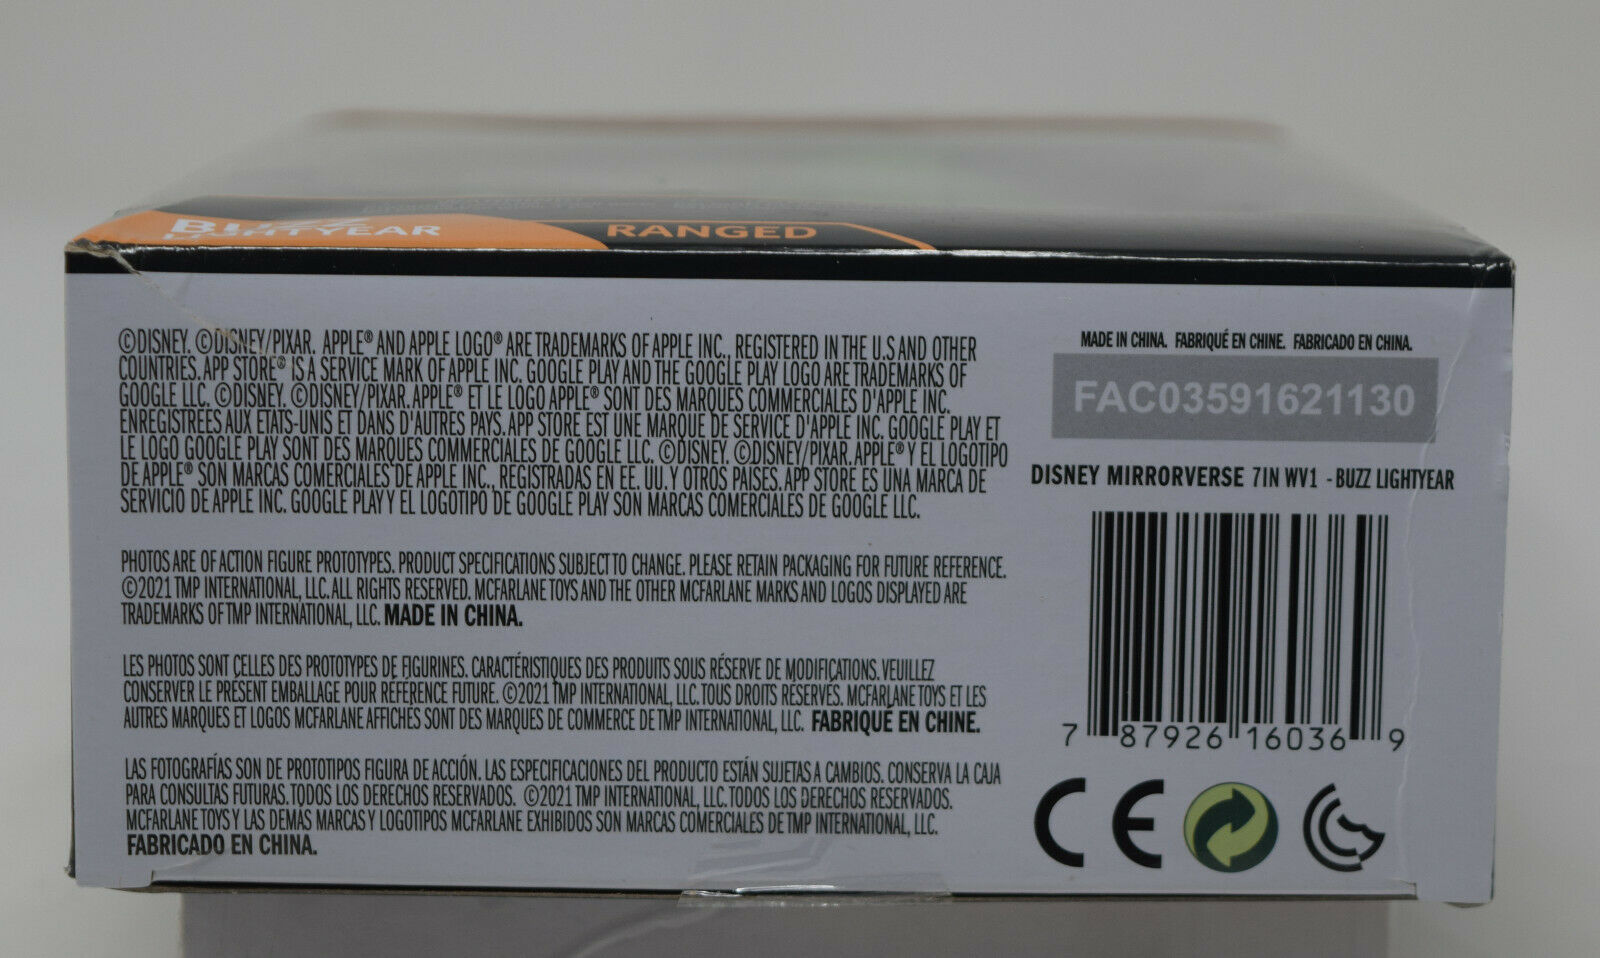 BUZZ
LIGHTYEAR
RANGED
©DISNEY. ©DISNEY/PIXAR. APPLE® AND APPLE LOGO® ARE TRADEMARKS OF APPLE INC., REGISTERED IN THE U.S AND OTHER
COUNTRIES. APP STORE® IS A SERVICE MARK OF APPLE INC. GOOGLE PLAY AND THE GOOGLE PLAY LOGO ARE TRADEMARKS OF
GOOGLE LLC. ©DISNEY. ©DISNEY/PIXAR. APPLE® ET LE LOGO APPLE® SONT DES MARQUES COMMERCIALES D'APPLE INC.
ENREGISTRÉES AUX ETATS-UNIS ET DANS D'AUTRES PAYS. APP STORE EST UNE MARQUE DE SERVICE D'APPLE INC. GOOGLE PLAY ET
LE LOGO GOOGLE PLAY SONT DES MARQUES COMMERCIALES DE GOOGLE LLC. ©DISNEY. ©DISNEY/PIXAR. APPLE® Y EL LOGOTIPO
DE APPLE® SON MARCAS COMERCIALES DE APPLE INC., REGISTRADAS EN EE. UU. Y OTROS PAISES. APP STORE ES UNA MARCA DE
SERVICIO DE APPLE INC. GOOGLE PLAY Y EL LOGOTIPO DE GOOGLE PLAY SON MARCAS COMERCIALES DE GOOGLE LLC.
PHOTOS ARE OF ACTION FIGURE PROTOTYPES. PRODUCT SPECIFICATIONS SUBJECT TO CHANGE. PLEASE RETAIN PACKAGING FOR FUTURE REFERENCE.
©2021 TMP INTERNATIONAL, LLC. ALL RIGHTS RESERVED. MCFARLANE TOYS AND THE OTHER MCFARLANE MARKS AND LOGOS DISPLAYED ARE
TRADEMARKS OF TMP INTERNATIONAL, LLC. MADE IN CHINA.
LES PHOTOS SONT CELLES DES PROTOTYPES DE FIGURINES. CARACTÉRISTIQUES DES PRODUITS SOUS RÉSERVE DE MODIFICATIONS. VEUILLEZ
CONSERVER LE PRÉSENT EMBALLAGE POUR RÉFÉRENCE FUTURE. ©2021 TMP INTERNATIONAL, LLC. TOUS DROITS RÉSERVÉS. MCFARLANE TOYS ET LES
AUTRES MARQUES ET LOGOS MCFARLANE AFFICHÉS SONT DES MARQUES DE COMMERCE DE TMP INTERNATIONAL, LLC. FABRIQUÉ EN CHINE.
LAS FOTOGRAFÍAS SON DE PROTOTIPOS FIGURA DE ACCIÓN. LAS ESPECIFICACIONES DEL PRODUCTO ESTÁN SUJETAS A CAMBIOS. CONSERVA LA CAJA
PARA CONSULTAS FUTURAS. TODOS LOS DERECHOS RESERVADOS. ©2021 TMP INTERNATIONAL, LLC. TODOS LOS DERECHOS RESERVADOS.
MCFARLANE TOYS Y LAS DEMÁS MARCAS Y LOGOTIPOS MCFARLANE EXHIBIDOS SON MARCAS COMERCIALES DE TMP INTERNATIONAL, LLC.
FABRICADO EN CHINA.
MADE IN CHINA. FABRIQUÉ EN CHINE. FABRICADO EN CHINA.
FAC03591621130
DISNEY MIRRORVERSE 7IN WV1 - BUZZ LIGHTYEAR
7 87926 16036 9
CE